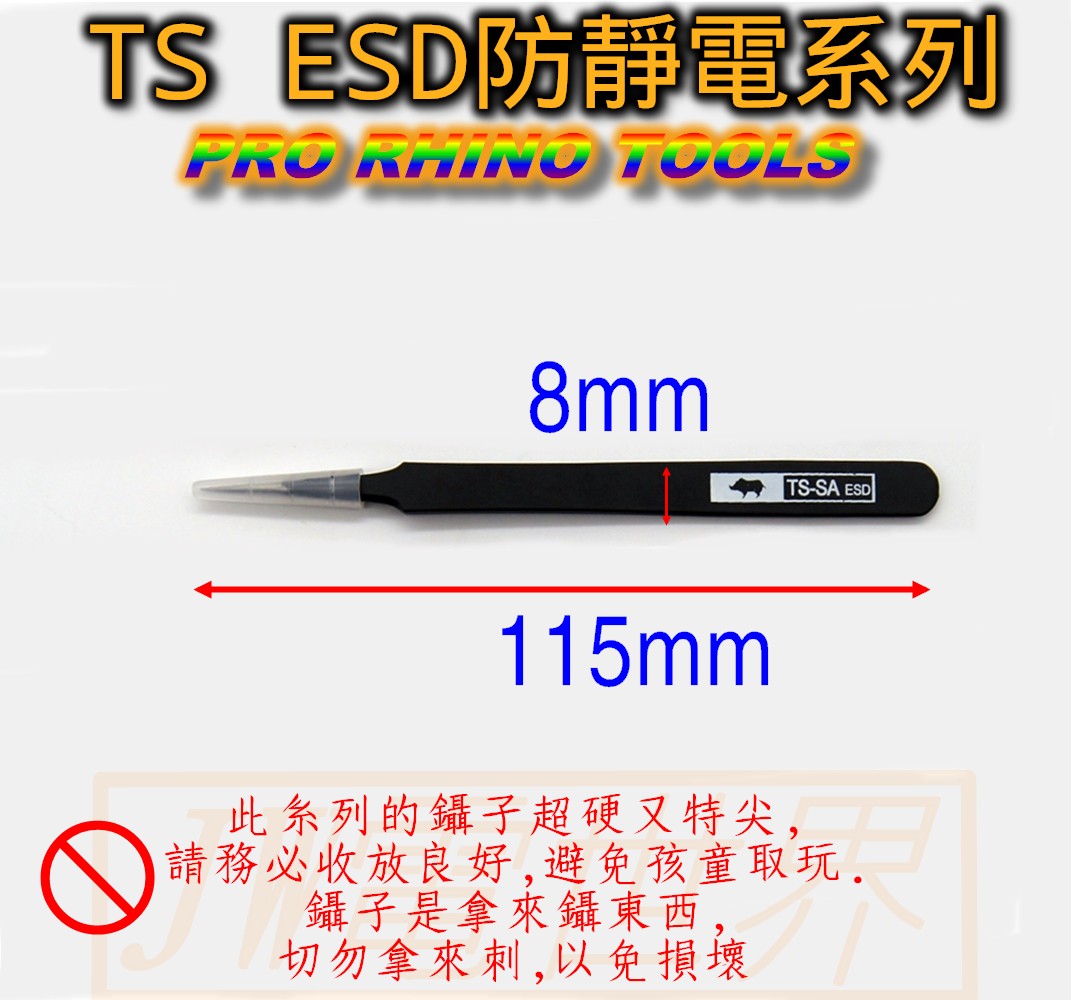 TS ESD防靜電系列
PRO RHINO TOOLS
8mm
TS-SA ESD
115mm
此系列的鑷子超硬又特尖,
請務必收放良好,避免孩童取玩.
鑷子是拿來鑷東西,
切勿拿來刺,以免損壞